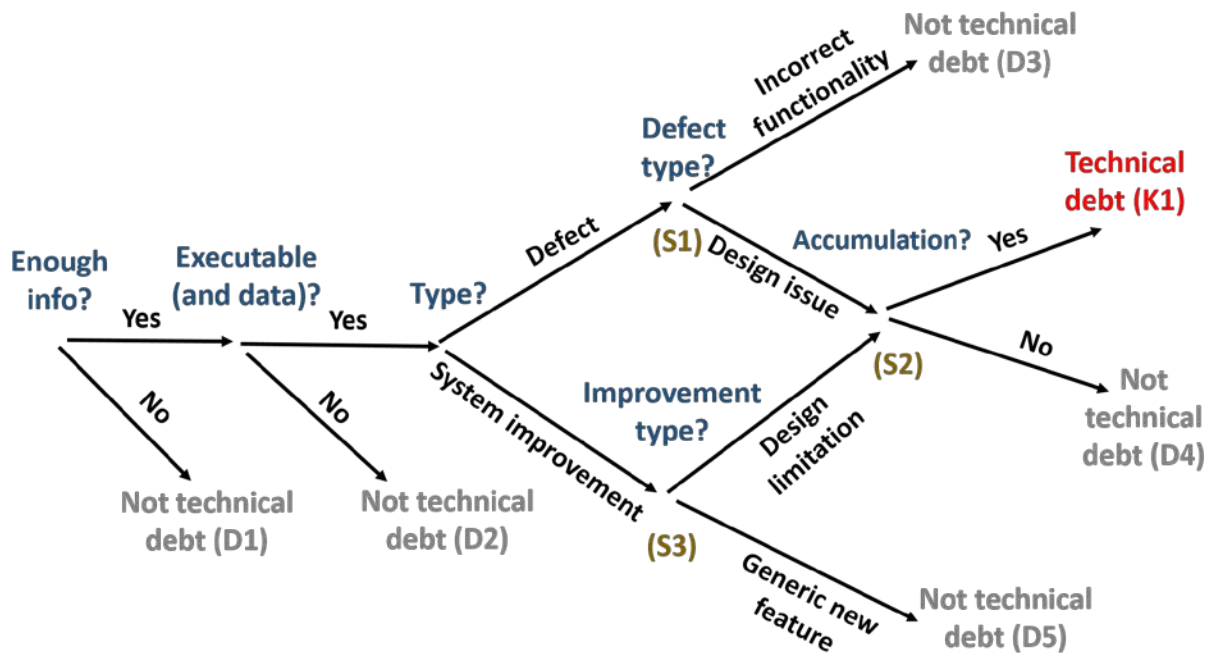 Enough
info?
Yes
No
Not technical
debt (D1)
Executable
(and data)?
Yes
No
Not technical
debt (D2)
Type?
Defect
System improvement
Defect
type?
(S1)
Incorrect
functionality
Not technical
debt (D3)
Design issue
Improvement
type?
(S3)
Design
limitation
Generic new
feature
Not technical
debt (D5)
Accumulation?
(S2)
Yes
Technical
debt (K1)
No
Not
technical
debt (D4)